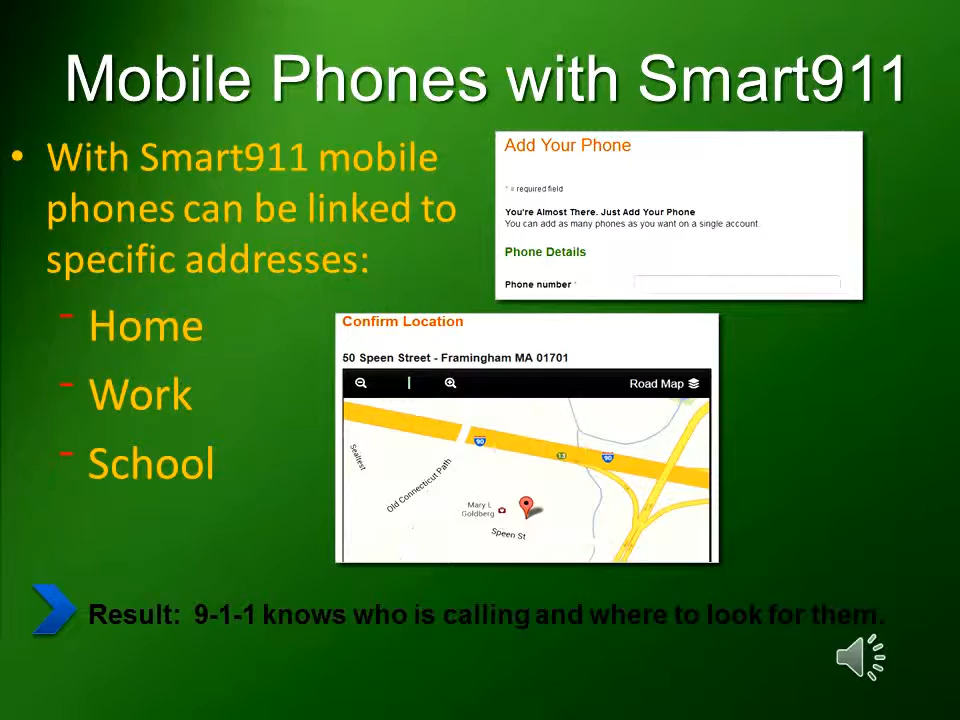 Mobile Phones with Smart911
• With Smart911 mobile
phones can be linked to
specific addresses:
- Home
- Work
- School
Add Your Phone
* = required field
You're Almost There. Just Add Your Phone
You can add as many phones as you want on a single account.
Phone Details
Phone number *
Confirm Location
50 Speen Street - Framingham MA 01701
Road Map
90
13
90
Sealtest
Old Connecticut Path
Mary L
Goldberg
Speen St
Result: 9-1-1 knows who is calling and where to look for them.